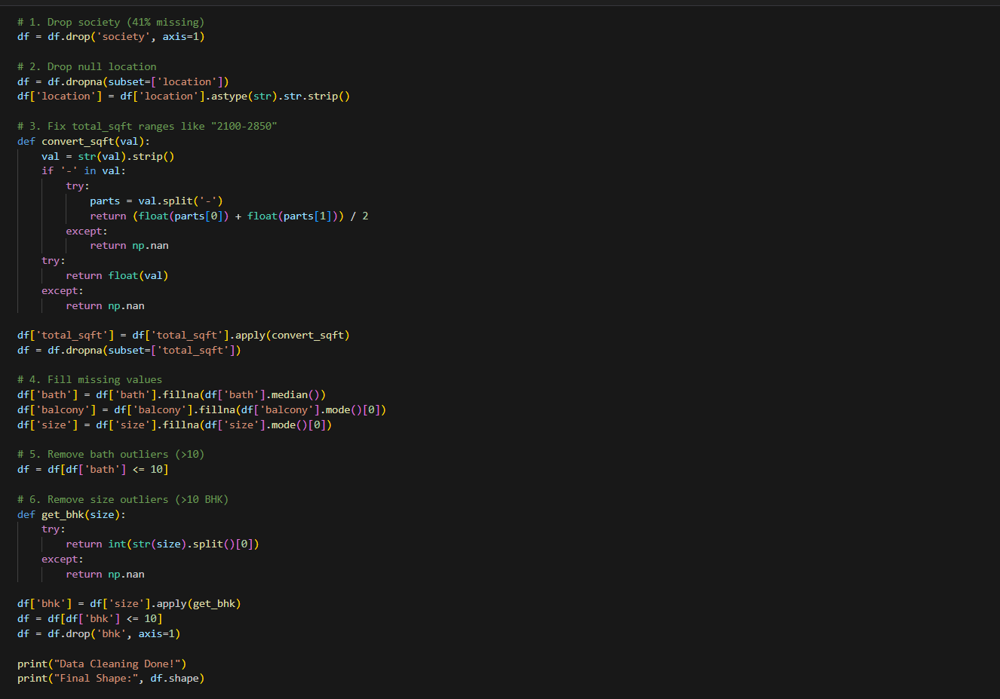 # 1. Drop society (41% missing)
df = df.drop('society', axis=1)

# 2. Drop null location
df = df.dropna(subset=['location'])
df['location'] = df['location'].astype(str).str.strip()

# 3. Fix total_sqft ranges like "2100-2850"
def convert_sqft(val):
    val = str(val).strip()
    if '-' in val:
        try:
            parts = val.split('-')
            return (float(parts[0]) + float(parts[1])) / 2
        except:
            return np.nan
    try:
        return float(val)
    except:
        return np.nan

df['total_sqft'] = df['total_sqft'].apply(convert_sqft)
df = df.dropna(subset=['total_sqft'])

# 4. Fill missing values
df['bath'] = df['bath'].fillna(df['bath'].median())
df['balcony'] = df['balcony'].fillna(df['balcony'].mode()[0])
df['size'] = df['size'].fillna(df['size'].mode()[0])

# 5. Remove bath outliers (>10)
df = df[df['bath'] <= 10]

# 6. Remove size outliers (>10 BHK)
def get_bhk(size):
    try:
        return int(str(size).split()[0])
    except:
        return np.nan

df['bhk'] = df['size'].apply(get_bhk)
df = df[df['bhk'] <= 10]
df = df.drop('bhk', axis=1)

print("Data Cleaning Done!")
print("Final Shape:", df.shape)